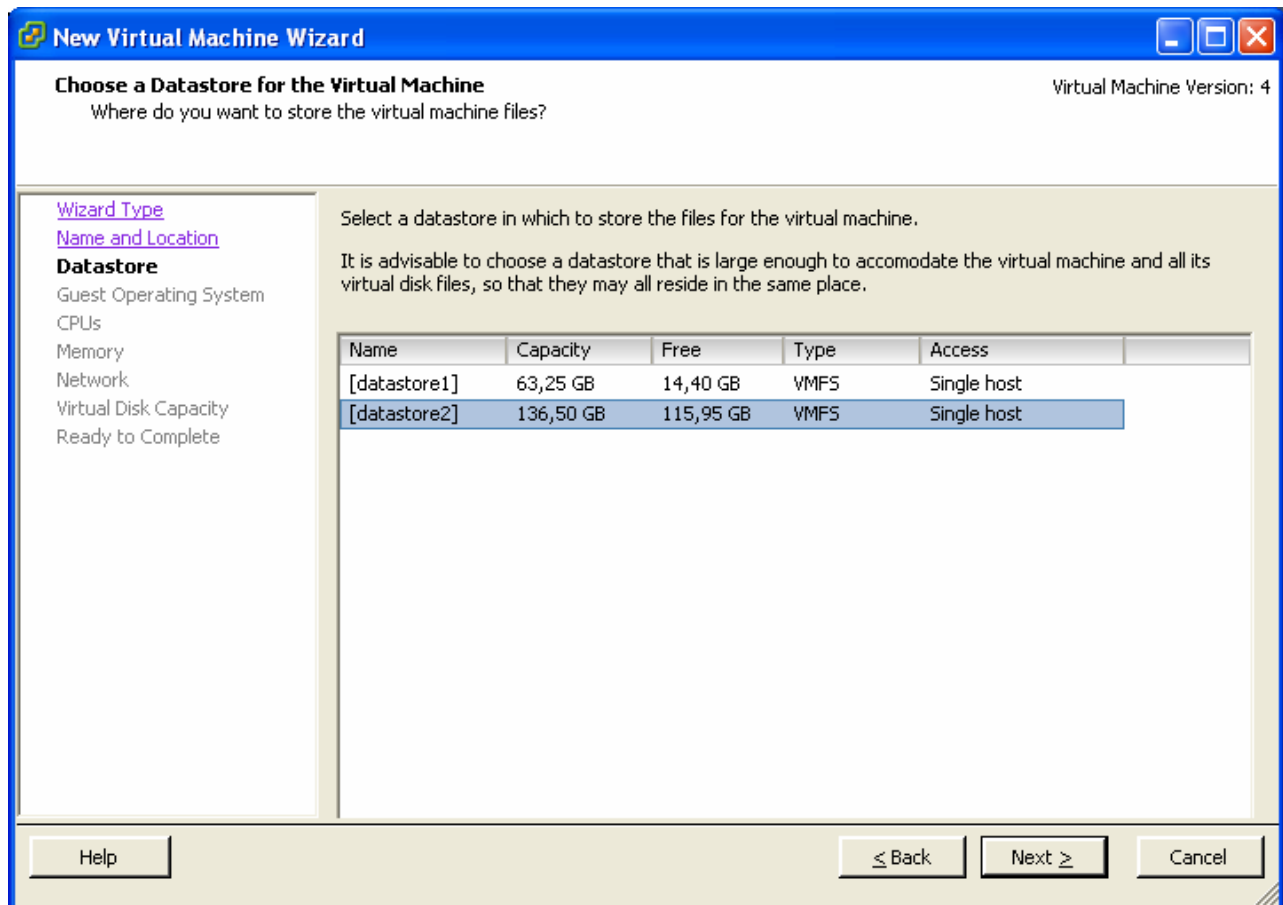 New Virtual Machine Wizard
Choose a Datastore for the Virtual Machine
Virtual Machine Version: 4
Where do you want to store the virtual machine files?
Wizard Type
Name and Location
Datastore
Guest Operating System
CPUs
Memory
Network
Virtual Disk Capacity
Ready to Complete
Select a datastore in which to store the files for the virtual machine.
It is advisable to choose a datastore that is large enough to accomodate the virtual machine and all its
virtual disk files, so that they may all reside in the same place.
Name Capacity Free Type Access
[datastore1] 63,25 GB 14,40 GB VMFS Single host
[datastore2] 136,50 GB 115,95 GB VMFS Single host
Help ≤ Back Next ≥ Cancel